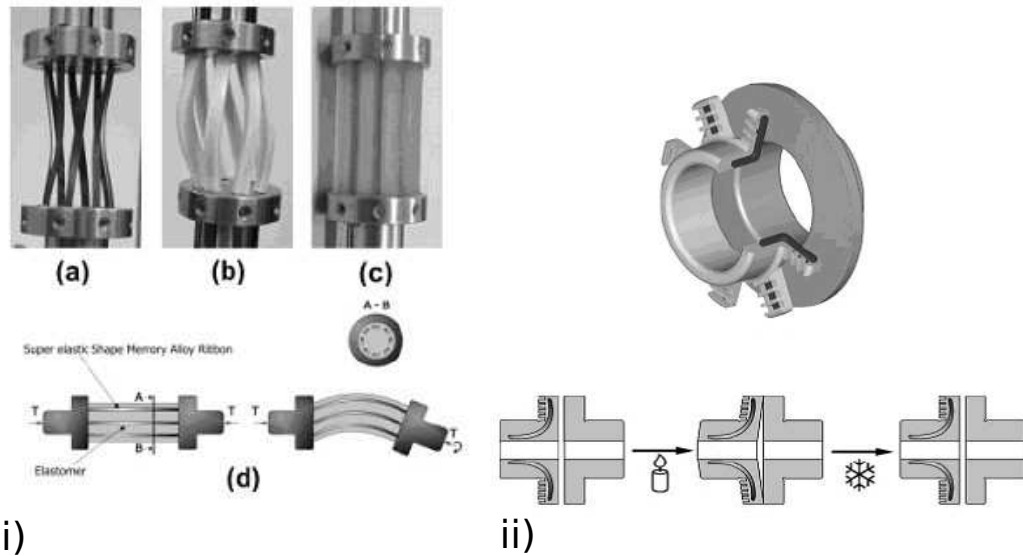 (a)
(b)
(c)
A - B
Super elastic Shape Memory Alloy Ribbon
A
T
T
T
T
Elastomer
B
(d)
i)
ii)